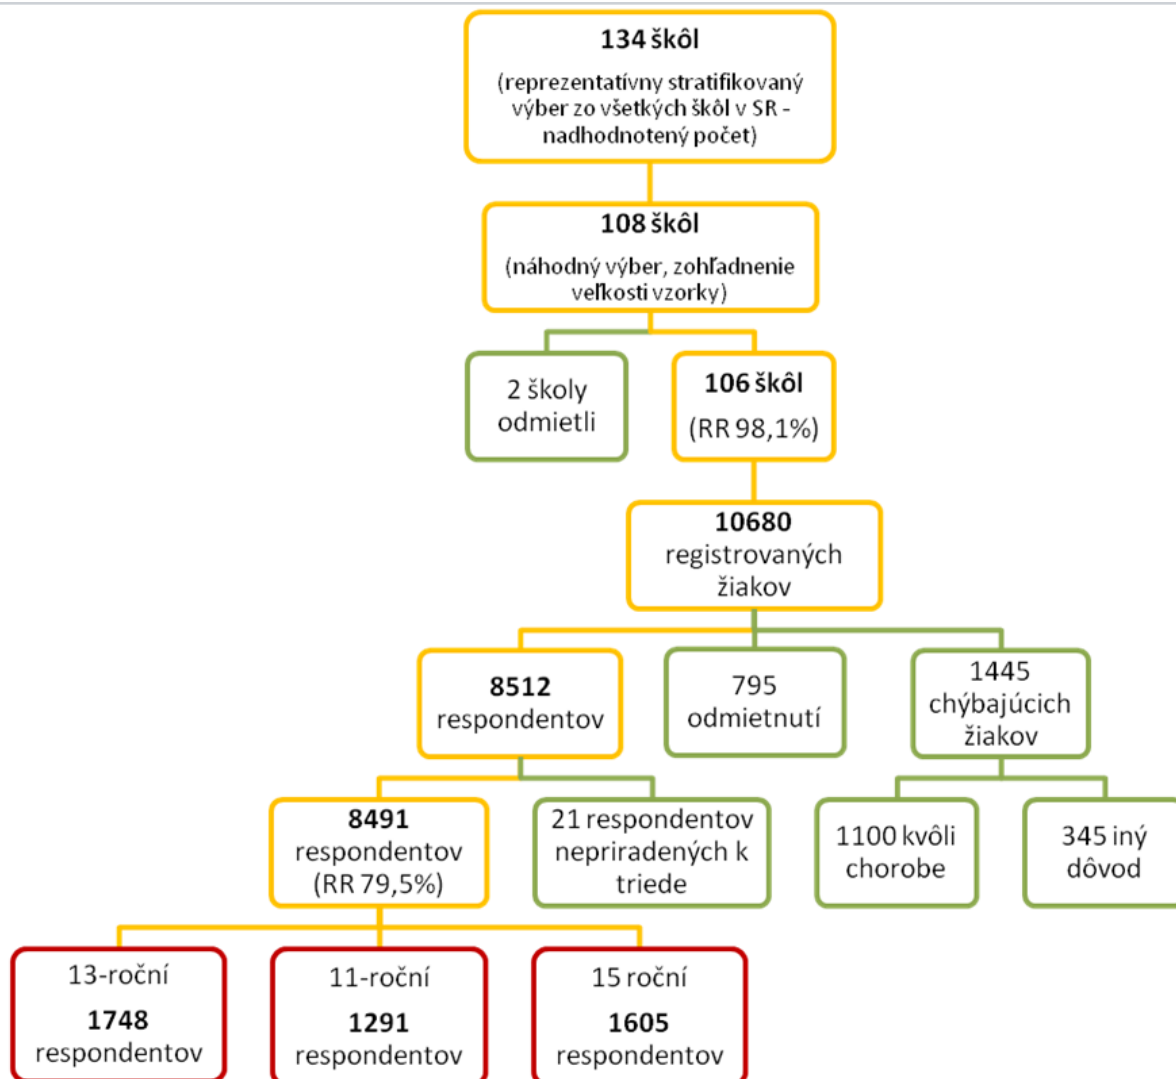 134 škôl
(reprezentatívny stratifikovaný
výber zo všetkých škôl v SR -
nadhodnotený počet)
108 škôl
(náhodný výber, zohľadnenie
veľkosti vzorky)
2 školy
odmietli
106 škôl
(RR 98,1%)
10680
registrovaných
žiakov
8512
respondentov
795
odmietnutí
1445
chýbajúcich
žiakov
8491
respondentov
(RR 79,5%)
21 respondentov
nepriradených k
triede
1100 kvôli
chorobe
345 iný
dôvod
13-roční
1748
respondentov
11-roční
1291
respondentov
15 roční
1605
respondentov